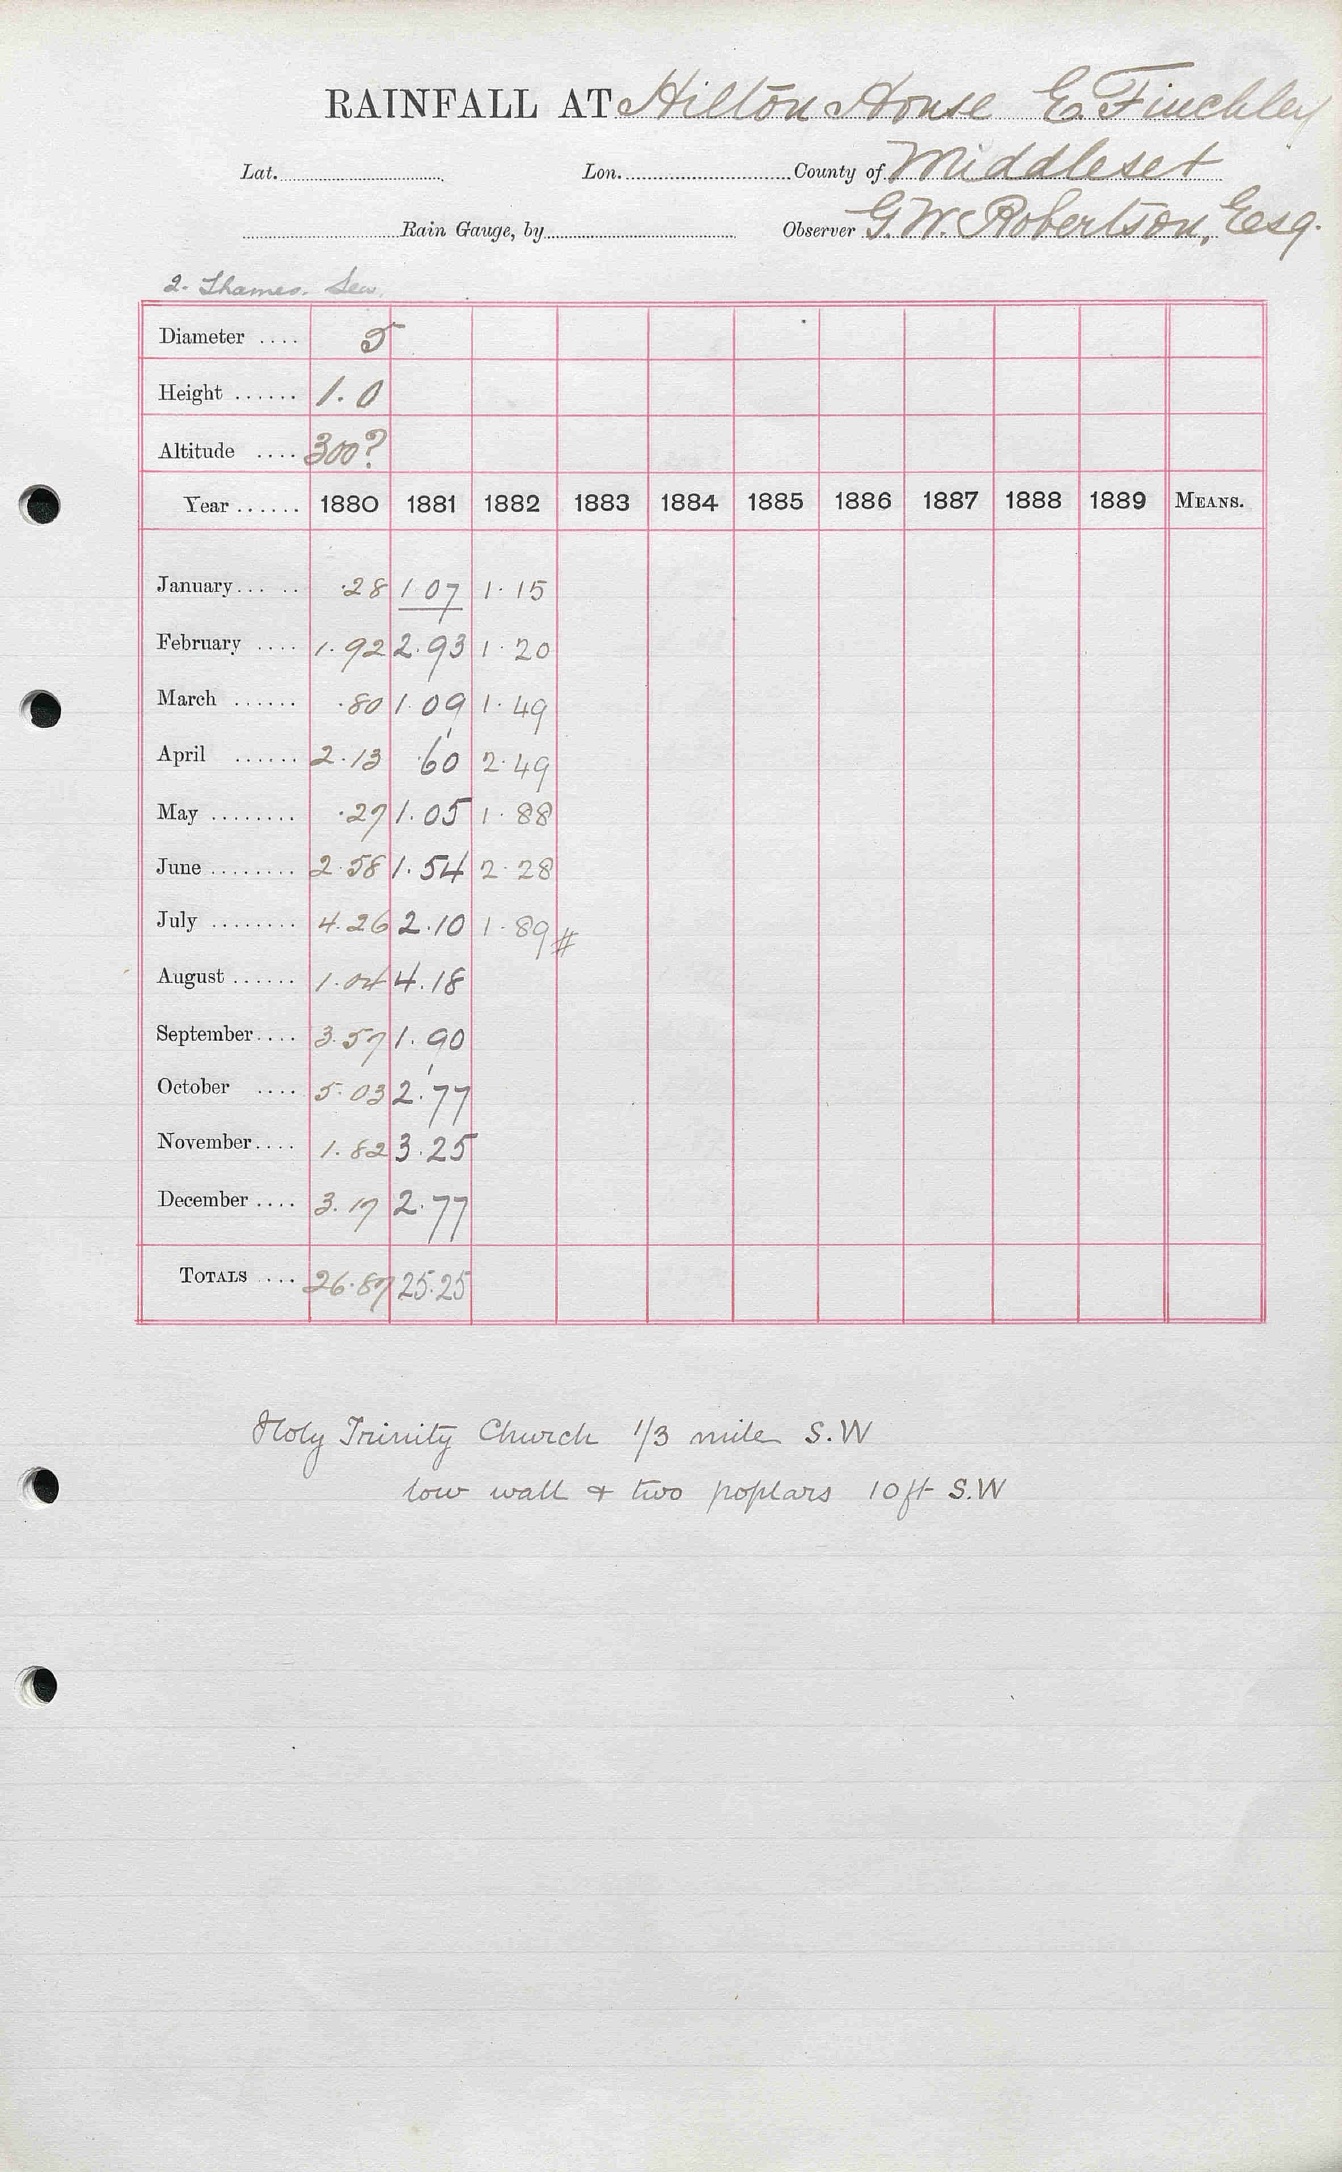 RAINFALL AT Hilton House E. Finchley
Lat. Lon. County of Middleset
Rain Gauge, by Observer G.W. Robertson, Esq.
2. Thames.
Diameter .... 5
Height ...... 1.0
Altitude .... 300?
Year ...... 1880 1881 1882 1883 1884 1885 1886 1887 1888 1889 MEANS.
January... .. .28 1.07 1.15
February .... 1.92 2.93 1.20
March ...... .80 1.09 1.49
April ...... 2.13 .60 2.49
May ........ .27 1.05 1.88
June ........ 2.58 1.54 2.28
July ........ 4.26 2.10 1.89 #
August ...... 1.04 4.18
September.... 3.57 1.90
October .... 5.03 2.77
November.... 1.82 3.25
December .... 3.17 2.77
TOTALS .... 26.87 25.25
Holy Trinity Church 1/3 mile S.W
low wall & two poplars 10 ft S.W